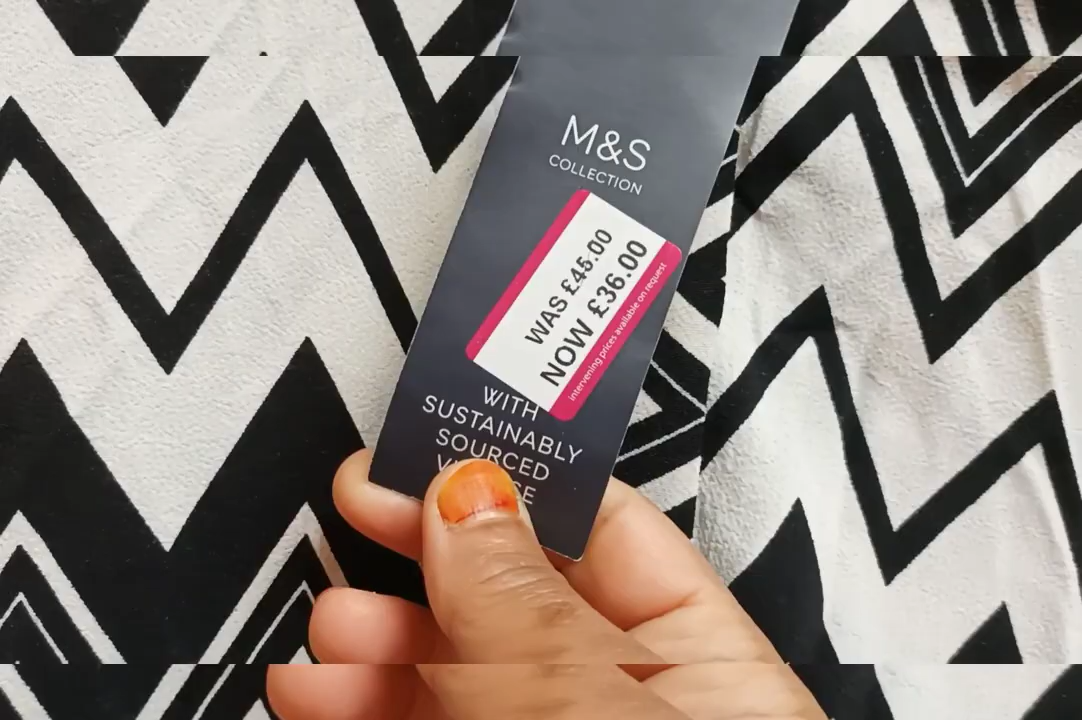 M&S
COLLECTION
WAS £45.00
NOW £36.00
intervening prices available on request
WITH
SUSTAINABLY
SOURCED